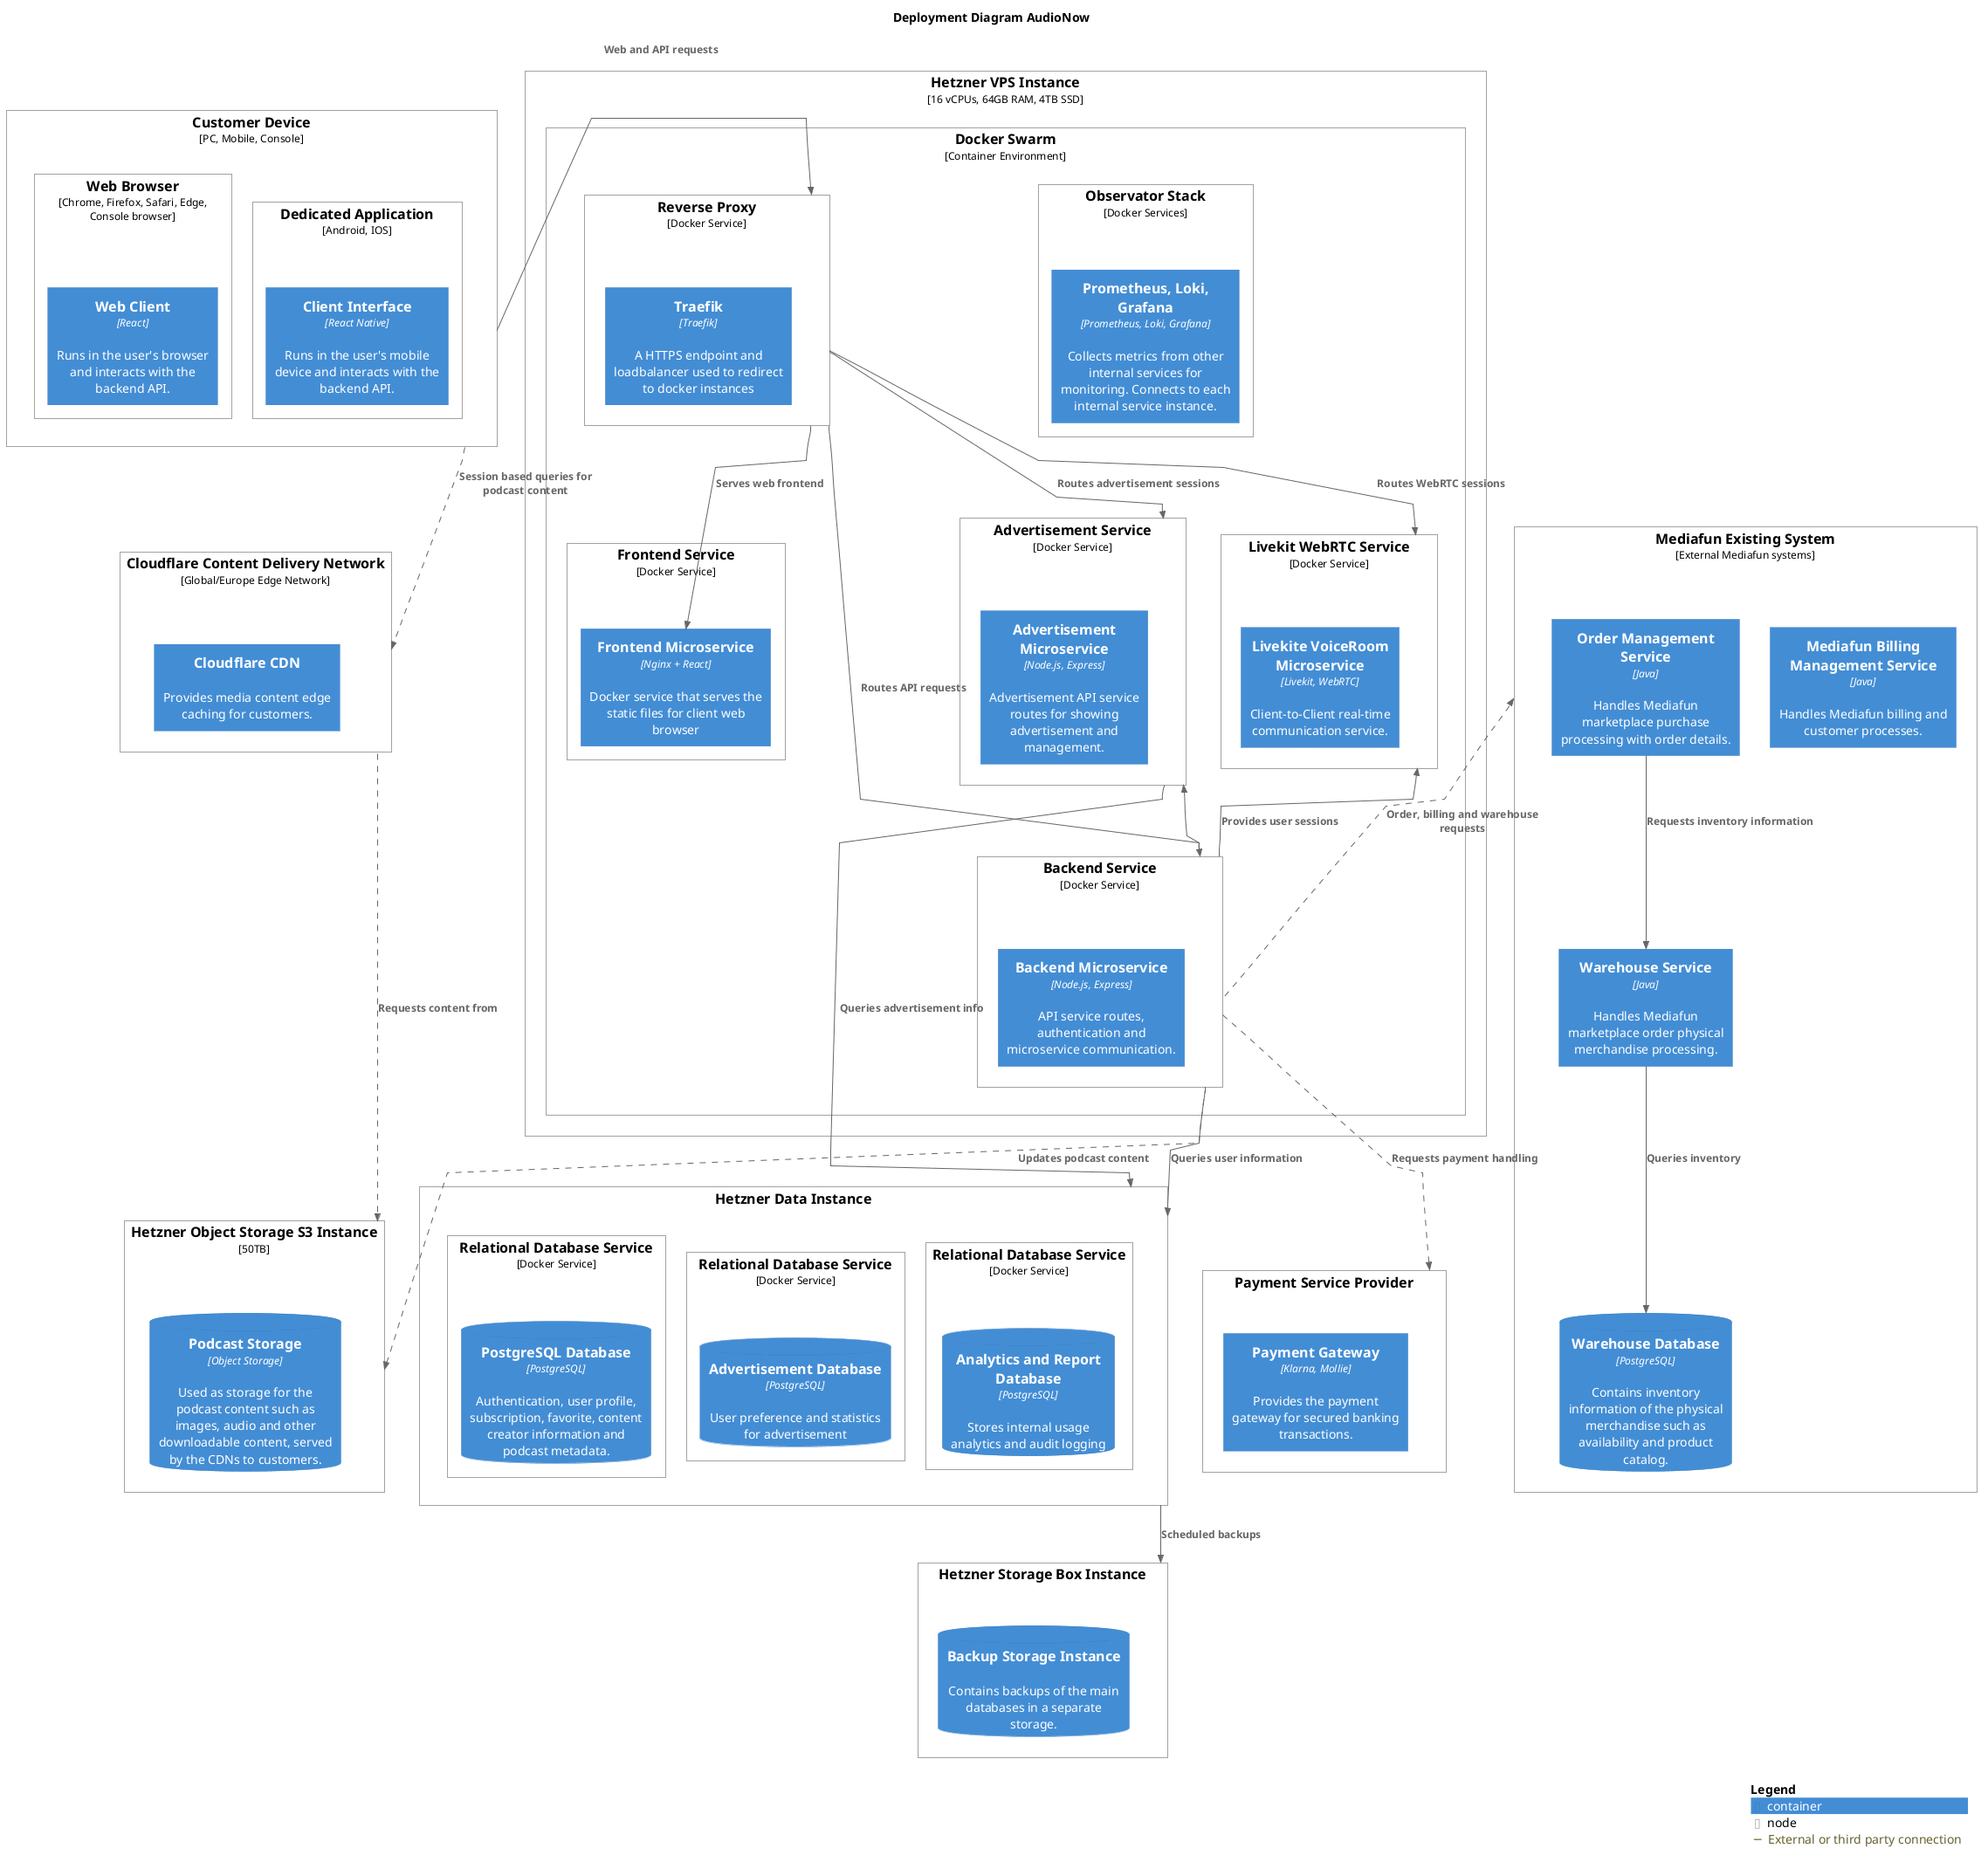 Deployment Diagram AudioNow
Web and API requests
Hetzner VPS Instance
[16 vCPUs, 64GB RAM, 4TB SSD]
Customer Device
[PC, Mobile, Console]
Docker Swarm
[Container Environment]
Web Browser
[Chrome, Firefox, Safari, Edge,
Console browser]
Dedicated Application
[Android, IOS]
Reverse Proxy
[Docker Service]
Observator Stack
[Docker Services]
Web Client
[React]
Runs in the user's browser
and interacts with the
backend API.
Client Interface
[React Native]
Runs in the user's mobile
device and interacts with the
backend API.
Traefik
[Traefik]
A HTTPS endpoint and
loadbalancer used to redirect
to docker instances
Prometheus, Loki,
Grafana
[Prometheus, Loki, Grafana]
Collects metrics from other
internal services for
monitoring. Connects to each
internal service instance.
Session based queries for
podcast content
Serves web frontend
Routes advertisement sessions
Routes WebRTC sessions
Cloudflare Content Delivery Network
[Global/Europe Edge Network]
Cloudflare CDN
Provides media content edge
caching for customers.
Frontend Service
[Docker Service]
Frontend Microservice
[Nginx + React]
Docker service that serves the
static files for client web
browser
Routes API requests
Advertisement Service
[Docker Service]
Advertisement
Microservice
[Node.js, Express]
Advertisement API service
routes for showing
advertisement and
management.
Livekit WebRTC Service
[Docker Service]
Livekite VoiceRoom
Microservice
[Livekit, WebRTC]
Client-to-Client real-time
communication service.
Mediafun Existing System
[External Mediafun systems]
Order Management
Service
[Java]
Handles Mediafun
marketplace purchase
processing with order details.
Mediafun Billing
Management Service
[Java]
Handles Mediafun billing and
customer processes.
Provides user sessions
Order, billing and warehouse
requests
Requests inventory information
Backend Service
[Docker Service]
Backend Microservice
[Node.js, Express]
API service routes,
authentication and
microservice communication.
Requests content from
Queries advertisement info
Warehouse Service
[Java]
Handles Mediafun
marketplace order physical
merchandise processing.
Updates podcast content
Queries user information
Requests payment handling
Queries inventory
Hetzner Object Storage S3 Instance
[50TB]
Podcast Storage
[Object Storage]
Used as storage for the
podcast content such as
images, audio and other
downloadable content, served
by the CDNs to customers.
Hetzner Data Instance
Relational Database Service
[Docker Service]
PostgreSQL Database
[PostgreSQL]
Authentication, user profile,
subscription, favorite, content
creator information and
podcast metadata.
Relational Database Service
[Docker Service]
Advertisement Database
[PostgreSQL]
User preference and statistics
for advertisement
Relational Database Service
[Docker Service]
Analytics and Report
Database
[PostgreSQL]
Stores internal usage
analytics and audit logging
Payment Service Provider
Payment Gateway
[Klarna, Mollie]
Provides the payment
gateway for secured banking
transactions.
Warehouse Database
[PostgreSQL]
Contains inventory
information of the physical
merchandise such as
availability and product
catalog.
Scheduled backups
Hetzner Storage Box Instance
Backup Storage Instance
Contains backups of the main
databases in a separate
storage.
Legend
container
node
External or third party connection